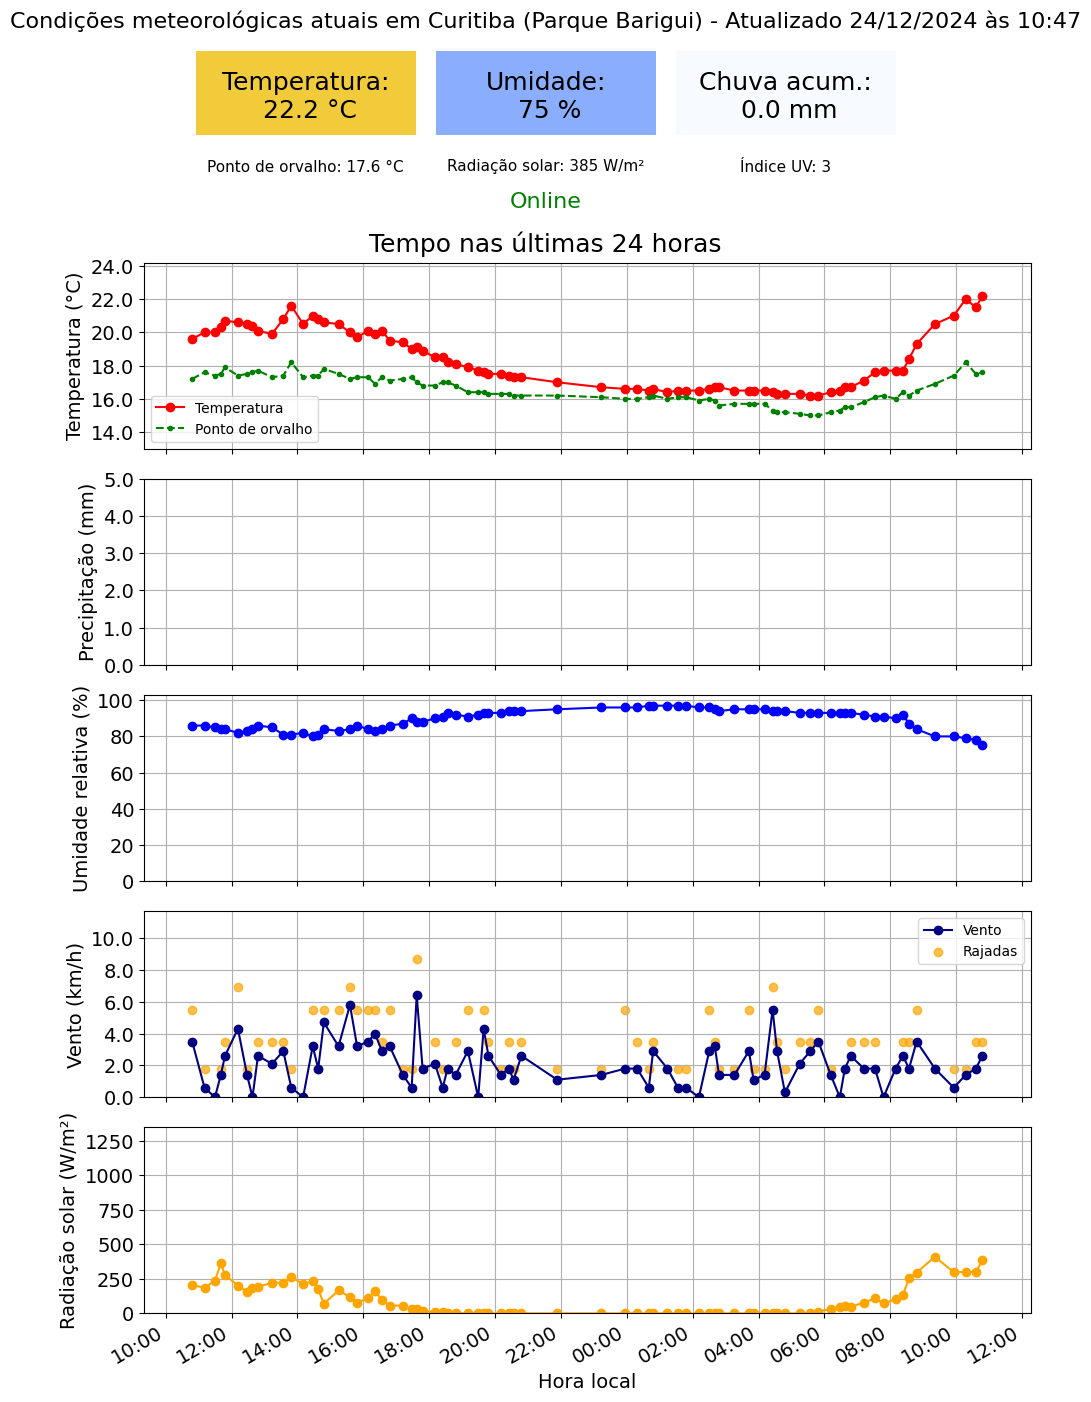 Condições meteorológicas atuais em Curitiba (Parque Barigui) - Atualizado 24/12/2024 às 10:47
Temperatura:
22.2 °C
Umidade:
75 %
Chuva acum.:
0.0 mm
Ponto de orvalho: 17.6 °C
Radiação solar: 385 W/m²
Índice UV: 3
Online
Tempo nas últimas 24 horas
Temperatura (°C)
24.0
22.0
20.0
18.0
16.0
14.0
Temperatura
Ponto de orvalho
Precipitação (mm)
5.0
4.0
3.0
2.0
1.0
0.0
Umidade relativa (%)
100
80
60
40
20
0
Vento (km/h)
10.0
8.0
6.0
4.0
2.0
0.0
Vento
Rajadas
Radiação solar (W/m²)
1250
1000
750
500
250
0
10:00
12:00
14:00
16:00
18:00
20:00
22:00
00:00
02:00
04:00
06:00
08:00
10:00
12:00
Hora local